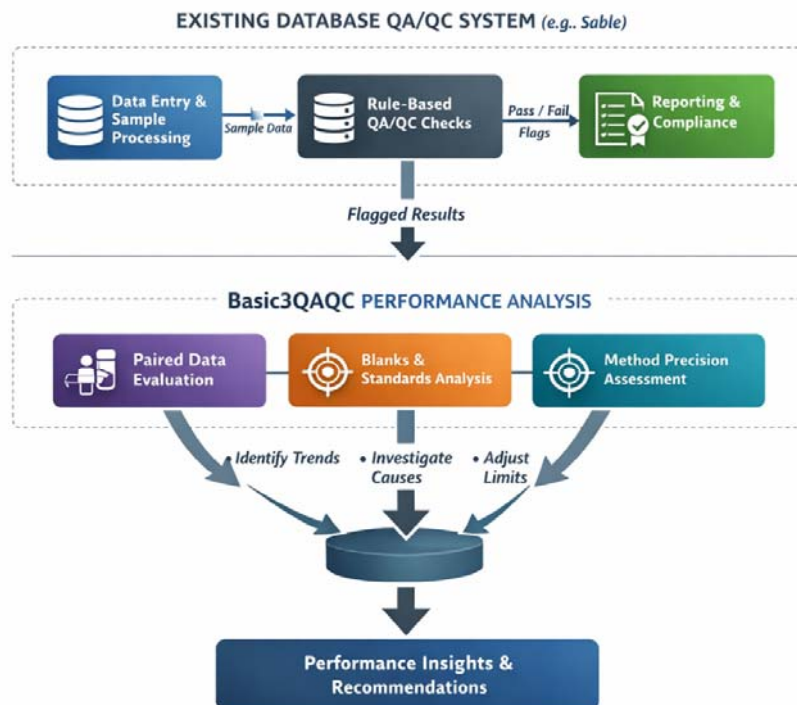 EXISTING DATABASE QA/QC SYSTEM (e.g.. Sable)
Data Entry &
Sample
Processing
Sample Data
Rule-Based
QA/QC Checks
Pass / Fail
Flags
Reporting &
Compliance
Flagged Results
Basic3QAQC PERFORMANCE ANALYSIS
Paired Data
Evaluation
Blanks &
Standards Analysis
Method Precision
Assessment
• Identify Trends
• Investigate
Causes
• Adjust
Limits
Performance Insights &
Recommendations